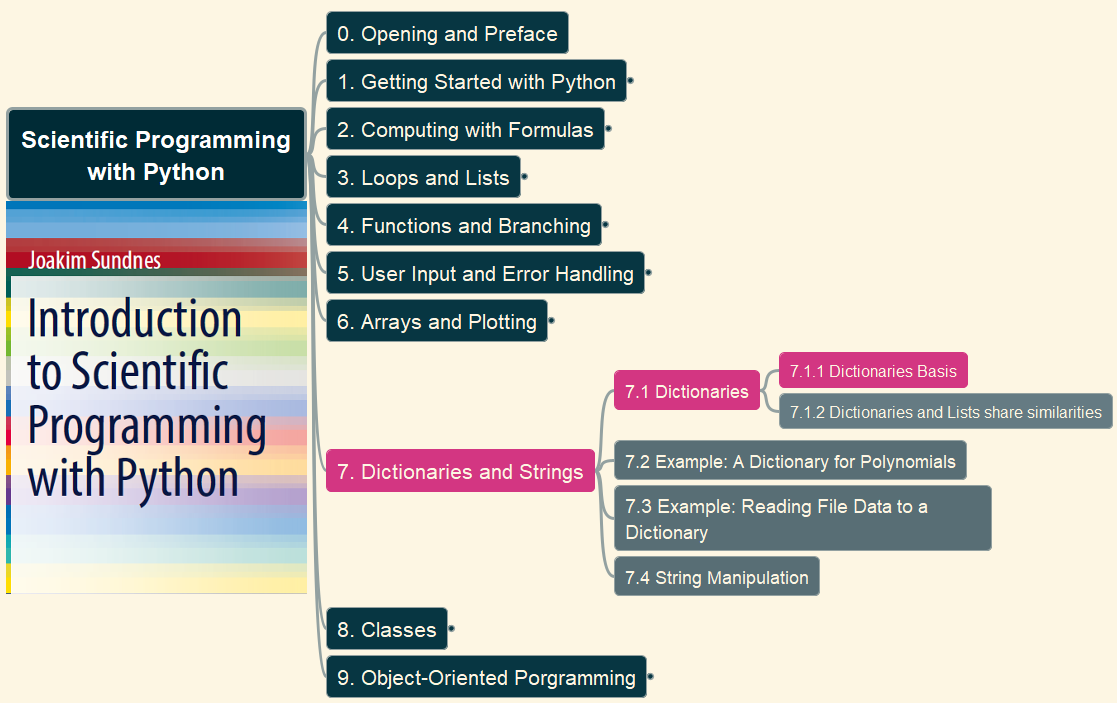 Scientific Programming
with Python
Joakim Sundnes
Introduction
to Scientific
Programming
with Python
0. Opening and Preface
1. Getting Started with Python
2. Computing with Formulas
3. Loops and Lists
4. Functions and Branching
5. User Input and Error Handling
6. Arrays and Plotting
7. Dictionaries and Strings
7.1 Dictionaries
7.1.1 Dictionaries Basis
7.1.2 Dictionaries and Lists share similarities
7.2 Example: A Dictionary for Polynomials
7.3 Example: Reading File Data to a
Dictionary
7.4 String Manipulation
8. Classes
9. Object-Oriented Porgramming